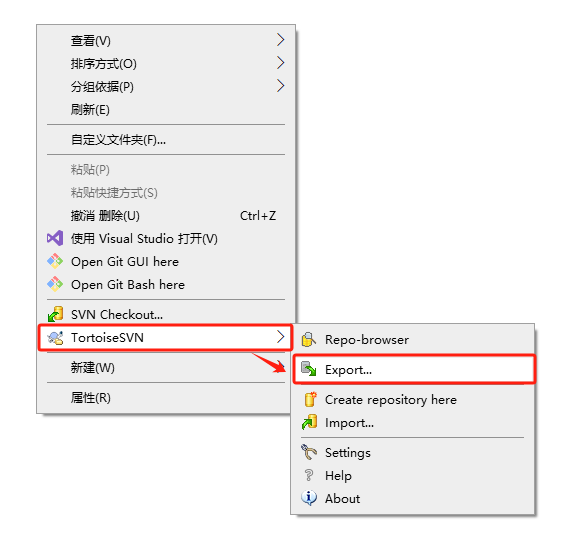 查看(V)
排序方式(O)
分组依据(P)
刷新(E)
自定义文件夹(F)...
粘贴(P)
粘贴快捷方式(S)
撤消 删除(U) Ctrl+Z
使用 Visual Studio 打开(V)
Open Git GUI here
Open Git Bash here
SVN Checkout...
TortoiseSVN
新建(W)
属性(R)
Repo-browser
Export...
Create repository here
Import...
Settings
Help
About